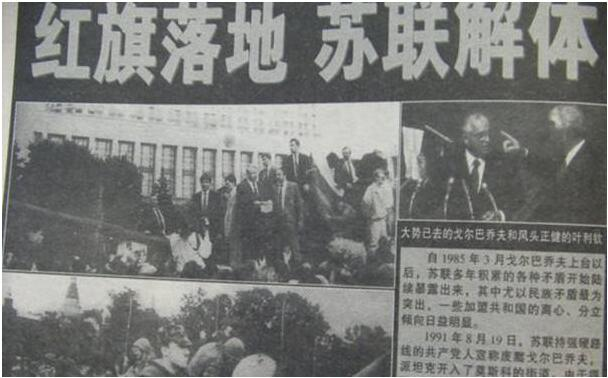 红旗落地 苏联解体
大势已去的戈尔巴乔夫和风头正健的叶利钦
自1985年3月戈尔巴乔夫上台以
后，苏联多年积累的各种矛盾开始陆
续暴露出来，其中尤以民族矛盾最为
突出，一些加盟共和国的离心、分立
倾向日益明显。
1991年8月19日，苏联持强硬路
线的共产党人宣称废黜戈尔巴乔夫，
派坦克开入了莫斯科的街道，由于